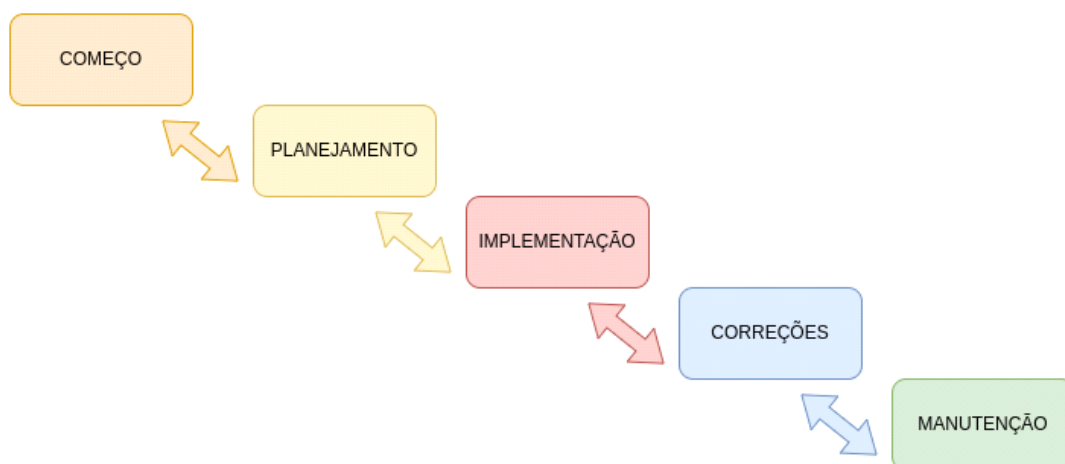 COMEÇO
PLANEJAMENTO
IMPLEMENTAÇÃO
CORREÇÕES
MANUTENÇÃO